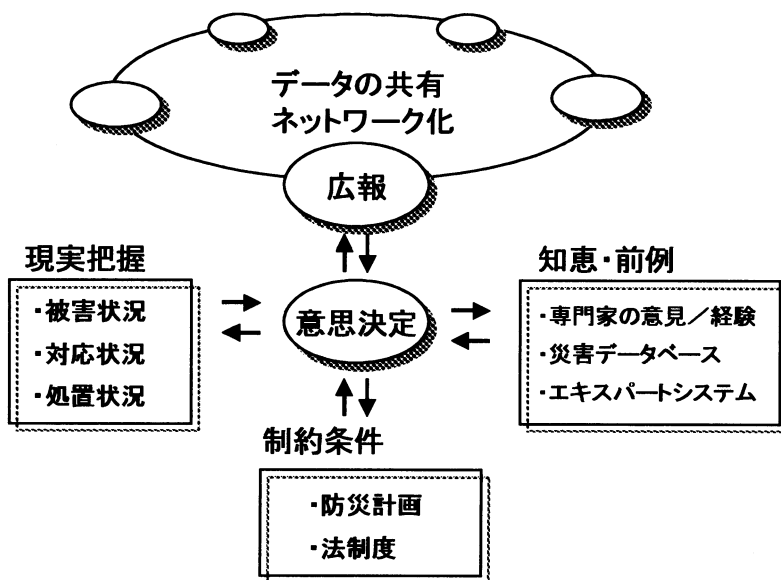 データの共有
ネットワーク化
広報
現実把握
・被害状況
・対応状況
・処置状況
意思決定
知恵・前例
・専門家の意見／経験
・災害データベース
・エキスパートシステム
制約条件
・防災計画
・法制度